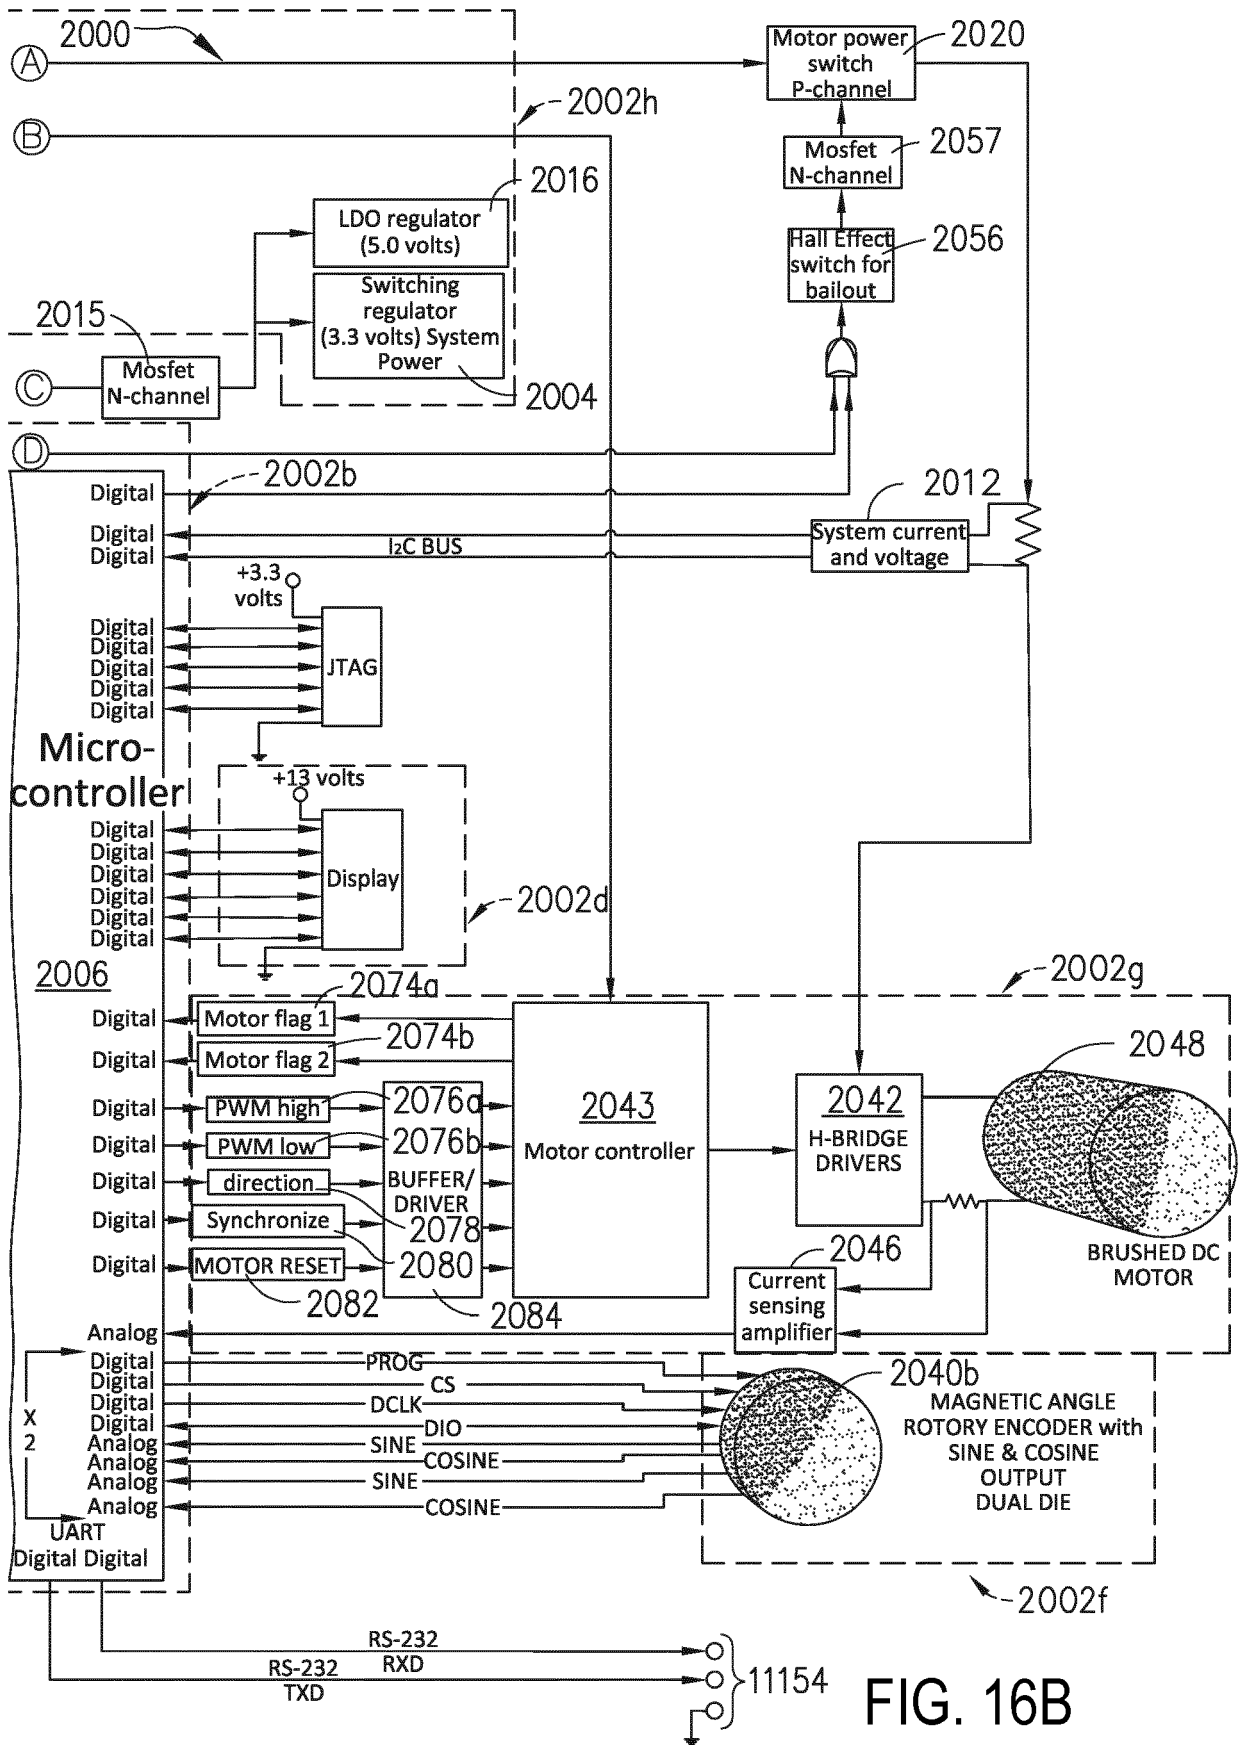 2000
A
Motor power
switch
P-channel
2020
2002h
B
Mosfet
N-channel
2057
2016
LDO regulator
(5.0 volts)
Hall Effect
switch for
bailout
2056
Switching
regulator
(3.3 volts) System
Power
2015
Mosfet
N-channel
C
2004
D
2002b
Digital
2012
Digital
Digital
I2C BUS
System current
and voltage
+3.3
volts
Digital
Digital
Digital
Digital
Digital
JTAG
Micro-
controller
+13 volts
Digital
Digital
Digital
Digital
Digital
Digital
Display
2002d
2006
2074a
2002g
Digital
Motor flag 1
2074b
Digital
Motor flag 2
2048
Digital
PWM high
2076a
2043
Motor controller
2042
H-BRIDGE
DRIVERS
Digital
PWM low
2076b
Digital
direction
BUFFER/
DRIVER
Digital
Synchronize
2078
Digital
MOTOR RESET
2080
2082
2084
2046
BRUSHED DC
MOTOR
Current
sensing
amplifier
Analog
Digital
PROG
Digital
CS
Digital
DCLK
Digital
DIO
Analog
SINE
Analog
COSINE
Analog
SINE
Analog
COSINE
X
2
2040b
MAGNETIC ANGLE
ROTORY ENCODER with
SINE & COSINE
OUTPUT
DUAL DIE
UART
Digital Digital
2002f
RS-232
RXD
RS-232
TXD
11154
FIG. 16B